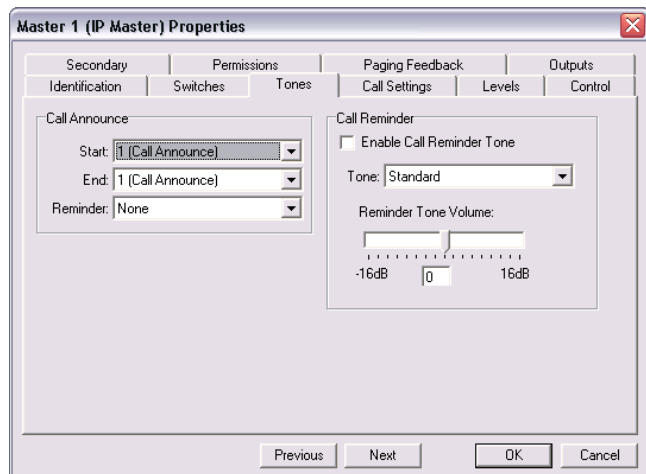 Master 1 (IP Master) Properties
Secondary Permissions Paging Feedback Outputs
Identification Switches Tones Call Settings Levels Control
Call Announce
Start: 1 (Call Announce)
End: 1 (Call Announce)
Reminder: None
Call Reminder
Enable Call Reminder Tone
Tone: Standard
Reminder Tone Volume:
-16dB 0 16dB
Previous Next OK Cancel